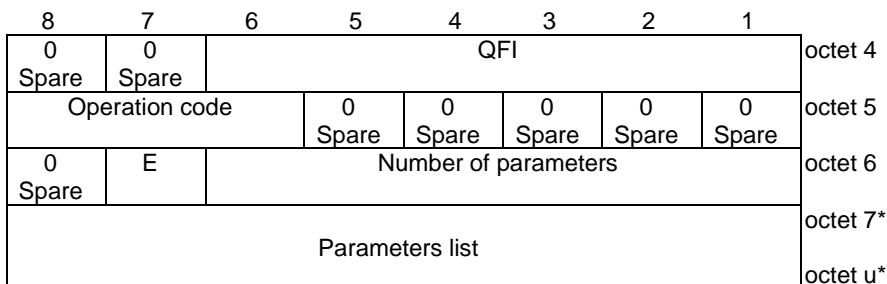 8 7 6 5 4 3 2 1
0 0 QFI octet 4
Spare Spare
Operation code 0 0 0 0 0 octet 5
Spare Spare Spare Spare Spare
0 E Number of parameters octet 6
Spare
octet 7*
Parameters list
octet u*